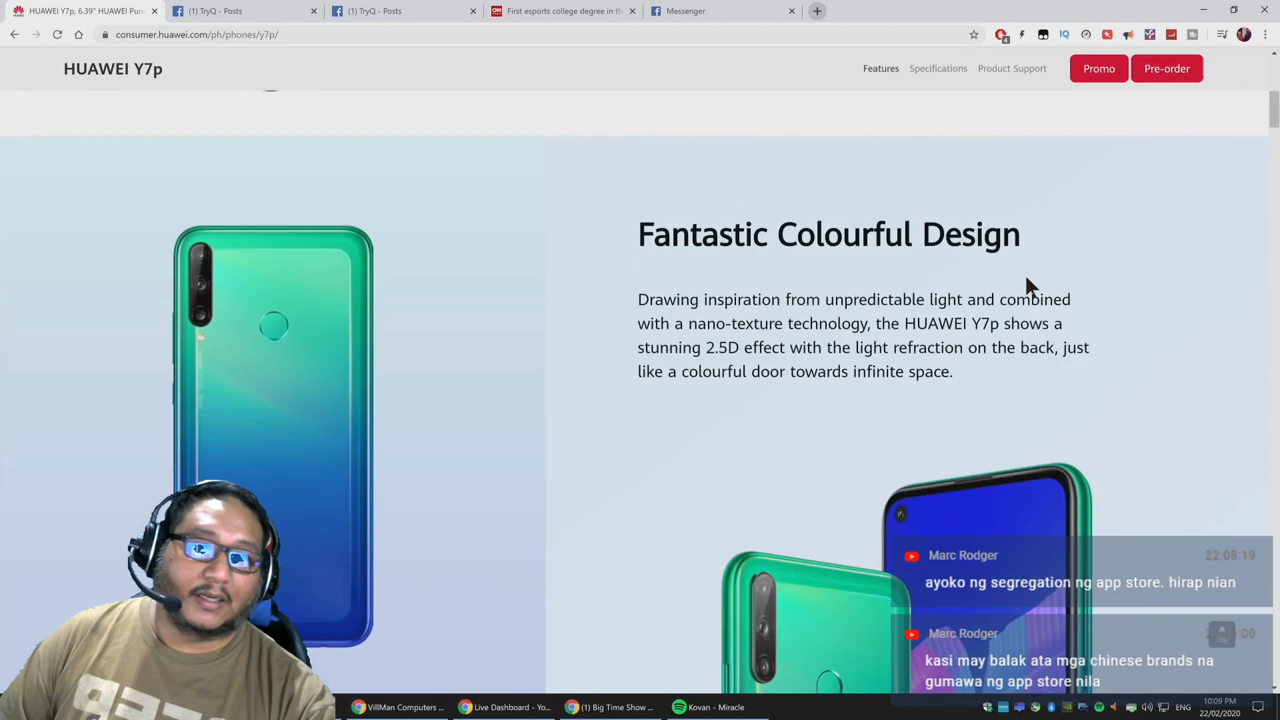 HUAWEI Y7p, 6.39" HUAWEI Pun
(1) TryQ - Posts
(1) TryQ - Posts
First esports college degree in th
Messenger
consumer.huawei.com/ph/phones/y7p/
HUAWEI Y7p
Features
Specifications
Product Support
Promo
Pre-order
Fantastic Colourful Design
Drawing inspiration from unpredictable light and combined
with a nano-texture technology, the HUAWEI Y7p shows a
stunning 2.5D effect with the light refraction on the back, just
like a colourful door towards infinite space.
Marc Rodger
22:08:19
ayoko ng segregation ng app store. hirap nian
Marc Rodger
kasi may balak ata mga chinese brands na
gumawa ng app store nila
VillMan Computers ...
Live Dashboard - Yo...
(1) Big Time Show ...
Kovan - Miracle
ENG
10:09 PM
22/02/2020